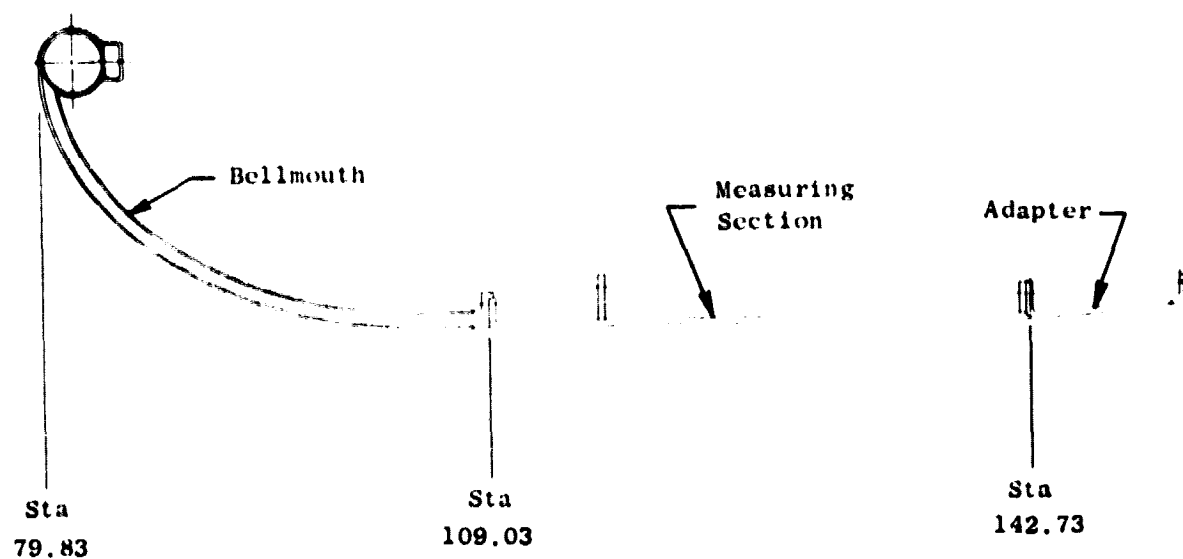 Bellmouth
Measuring
Section
Adapter
Sta
79.83
Sta
109.03
Sta
142.73